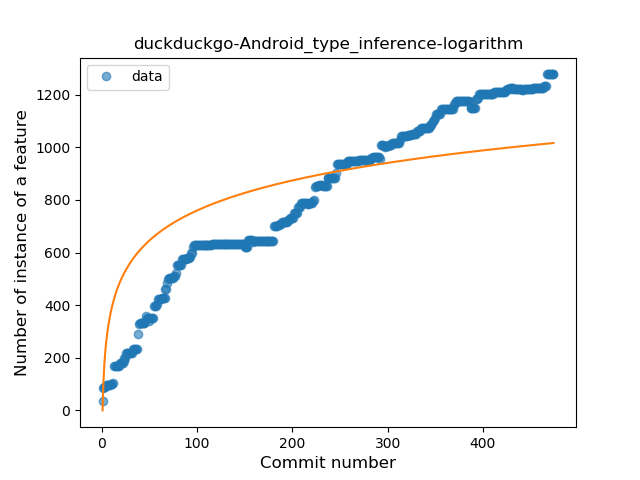 duckduckgo-Android_type_inference-logarithm
data
Number of instance of a feature
1200
1000
800
600
400
200
0
0 100 200 300 400
Commit number